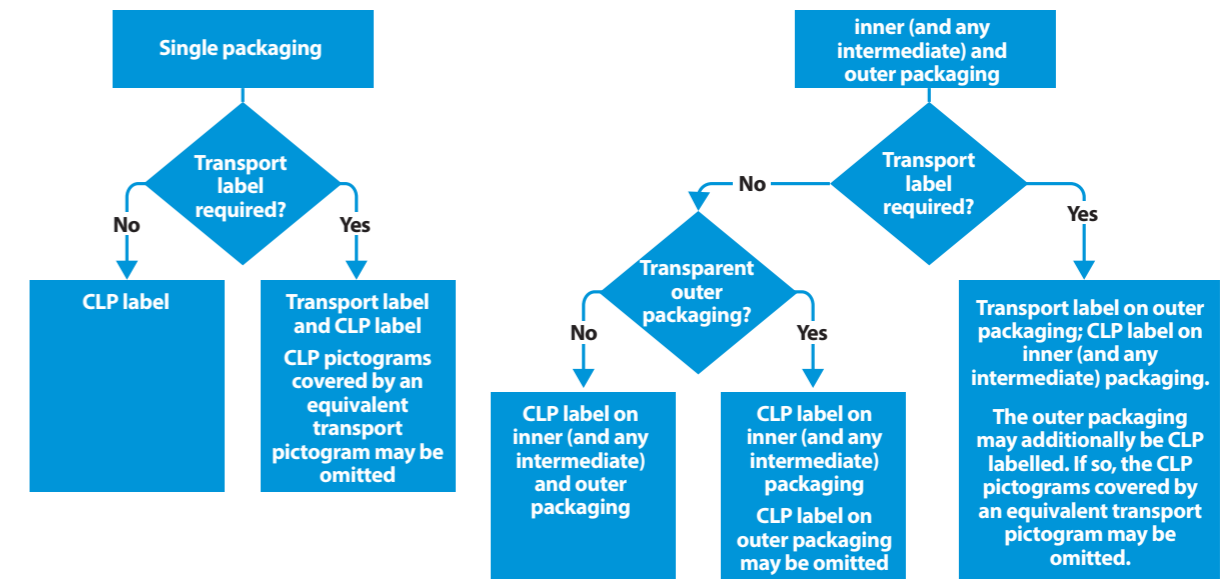 Single packaging
Transport
label
required?
No
Yes
CLP label
Transport label
and CLP label
CLP pictograms
covered by an
equivalent
transport
pictogram may be
omitted
inner (and any
intermediate) and
outer packaging
Transport
label
required?
No
Yes
Transparent
outer
packaging?
No
Yes
CLP label on
inner (and any
intermediate)
and outer
packaging
CLP label on
inner (and any
intermediate)
packaging
CLP label on
outer packaging
may be omitted
Transport label on outer
packaging; CLP label on
inner (and any
intermediate) packaging.
The outer packaging
may additionally be CLP
labelled. If so, the CLP
pictograms covered by
an equivalent transport
pictogram may be
omitted.